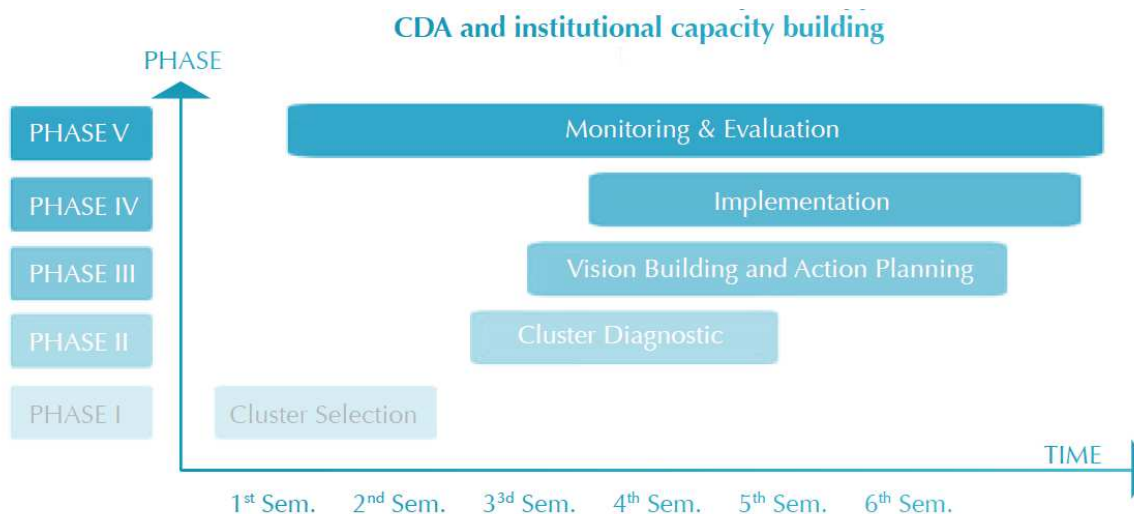 CDA and institutional capacity building
PHASE
PHASE V
Monitoring & Evaluation
PHASE IV
Implementation
PHASE III
Vision Building and Action Planning
PHASE II
Cluster Diagnostic
PHASE I
Cluster Selection
TIME
1st Sem. 2nd Sem. 3d Sem. 4th Sem. 5th Sem. 6th Sem.